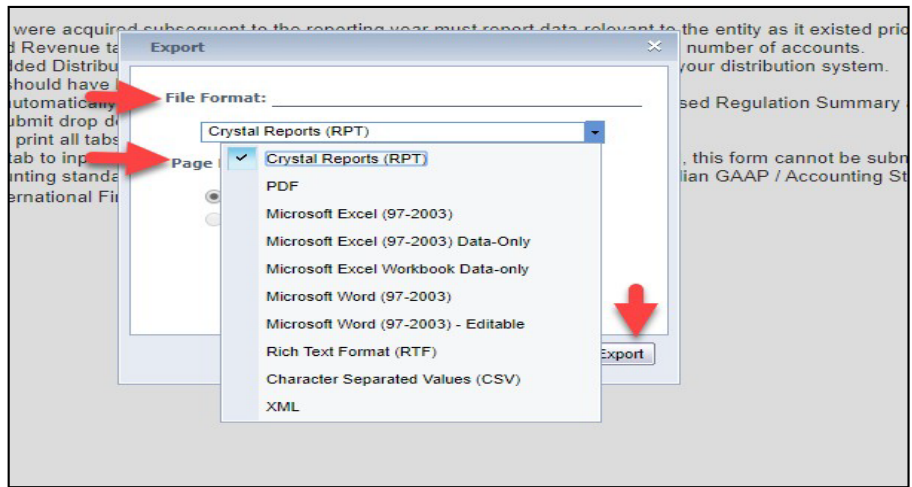 were acquired subsequent to the reporting year must report data relevant to the entity as it existed prio
d Revenue ta
Export
number of accounts.
dded Distribu
your distribution system.
should have
File Format:
automatically
sed Regulation Summary
ubmit drop d
Crystal Reports (RPT)
print all tabs
tab to inp
Page
Crystal Reports (RPT)
, this form cannot be subm
unting standa
PDF
dian GAAP / Accounting St
ernational Fi
Microsoft Excel (97-2003)
Microsoft Excel (97-2003) Data-Only
Microsoft Excel Workbook Data-only
Microsoft Word (97-2003)
Microsoft Word (97-2003) - Editable
Rich Text Format (RTF)
Export
Character Separated Values (CSV)
XML